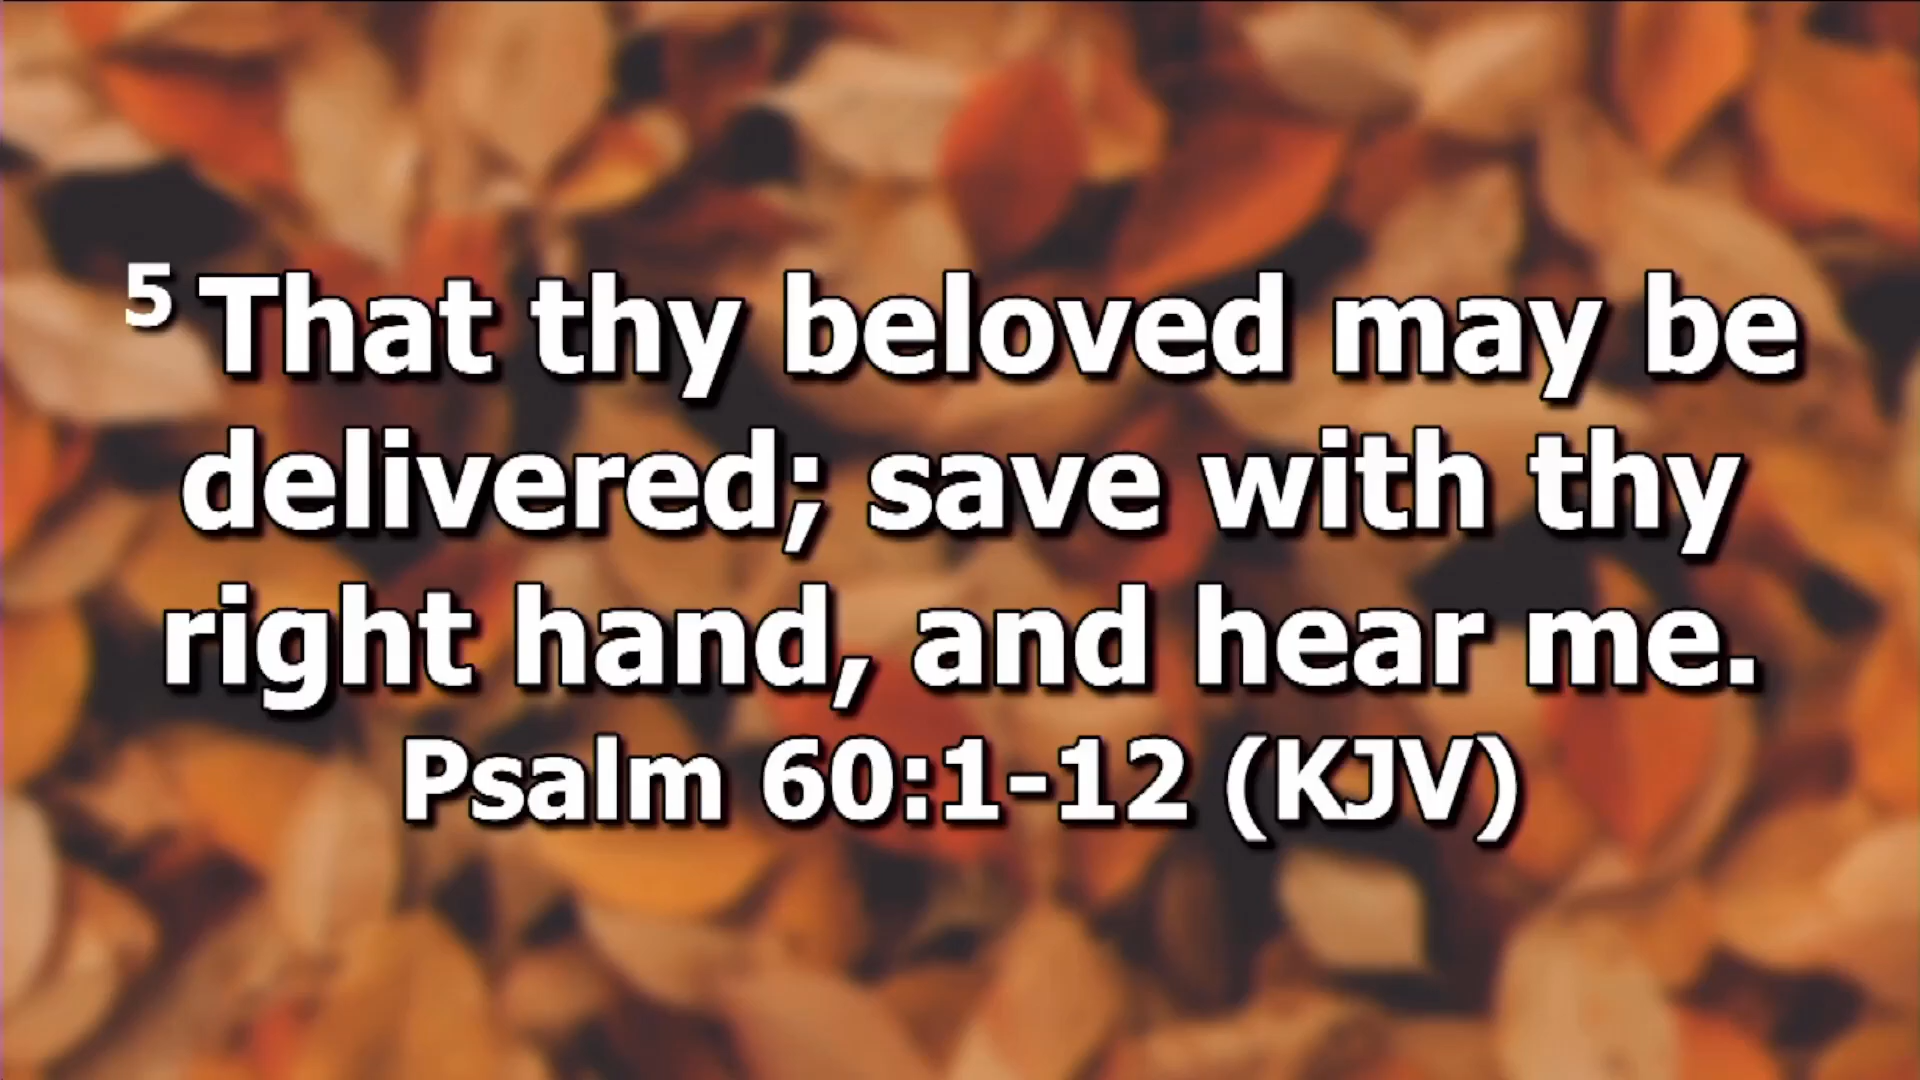 5 That thy beloved may be
delivered; save with thy
right hand, and hear me.
Psalm 60:1-12 (KJV)